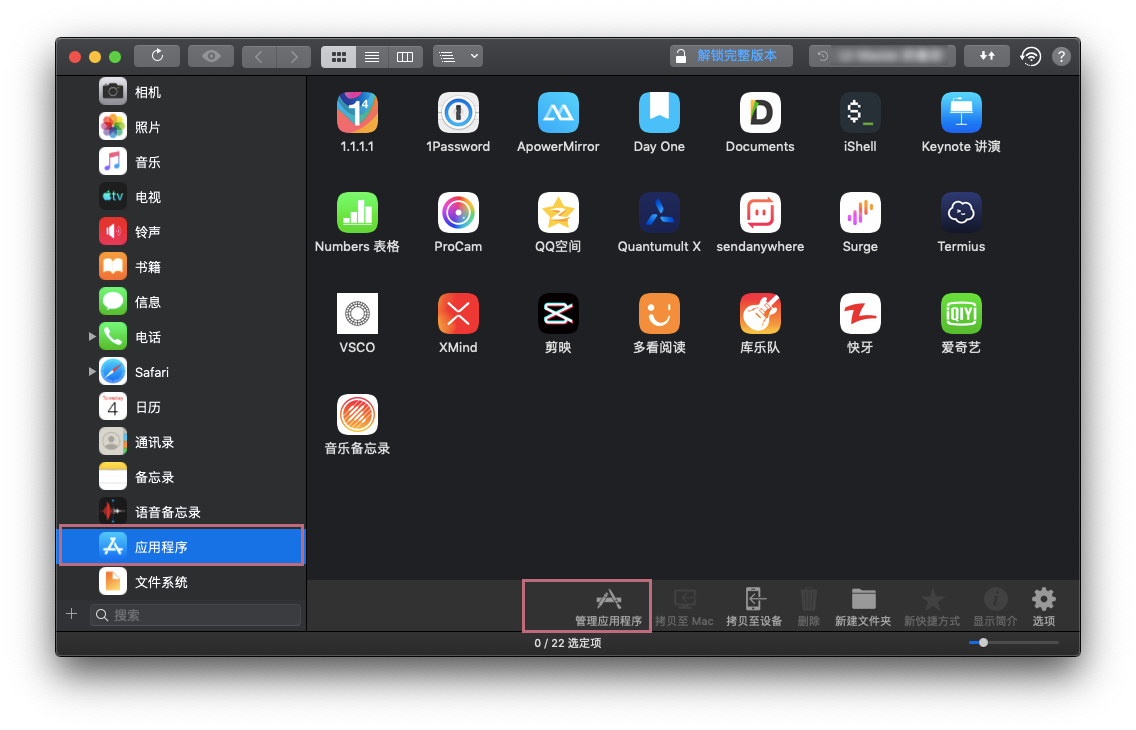 解锁完整版本
?
相机
照片
音乐
tv
电视
铃声
书籍
信息
电话
Safari
Tuesday
4
日历
通讯录
备忘录
语音备忘录
应用程序
文件系统
搜索
1⁴
1.1.1.1
1Password
ApowerMirror
Day One
D
Documents
$_
iShell
Keynote 讲演
Numbers 表格
ProCam
QQ空间
Quantumult X
sendanywhere
Surge
Termius
VSCO
XMind
剪映
多看阅读
库乐队
快牙
iQIYI
爱奇艺
音乐备忘录
管理应用程序
拷贝至 Mac
拷贝至设备
删除
新建文件夹
新快捷方式
显示简介
选项
0 / 22 选定项